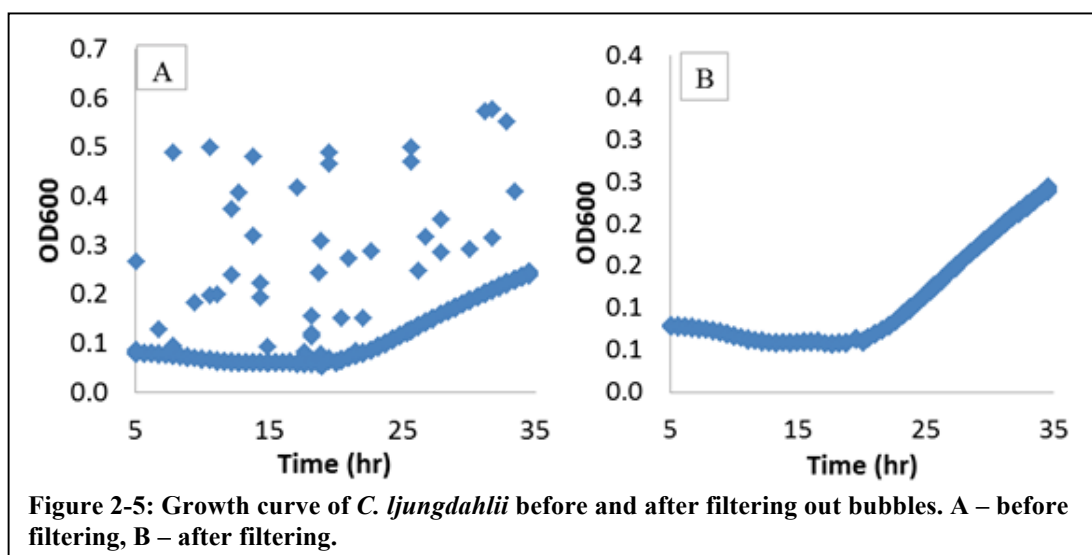 A
OD600
0.7
0.6
0.5
0.4
0.3
0.2
0.1
0.0
5 15 25 35
Time (hr)
B
OD600
0.4
0.4
0.3
0.3
0.2
0.2
0.1
0.1
0.0
5 15 25 35
Time (hr)
Figure 2-5: Growth curve of C. ljungdahlii before and after filtering out bubbles. A – before
filtering, B – after filtering.